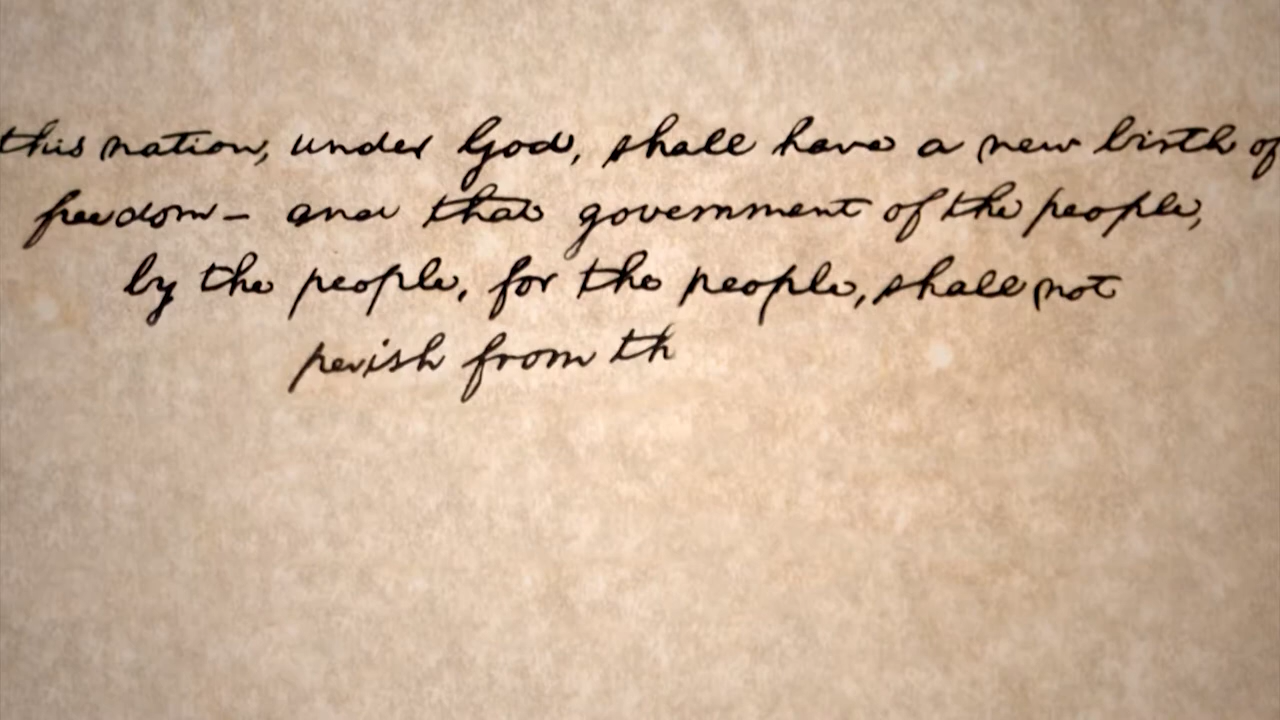 this nation, under God, shall have a new birth of
freedom – and that government of the people,
by the people, for the people, shall not
perish from th